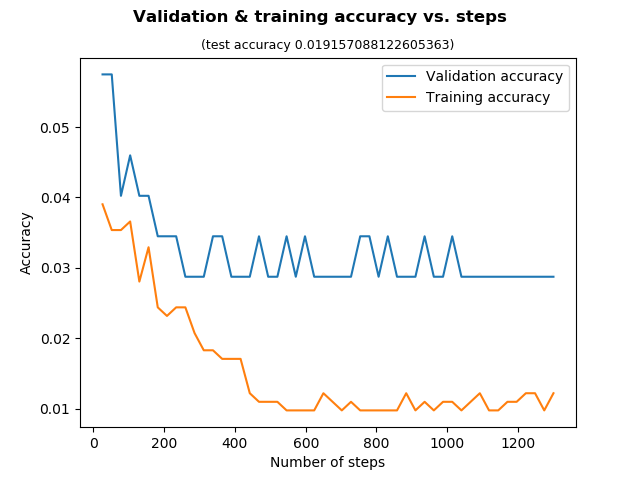 Validation & training accuracy vs. steps
(test accuracy 0.019157088122605363)
Validation accuracy
Training accuracy
0.05
0.04
0.03
0.02
0.01
Accuracy
0 200 400 600 800 1000 1200
Number of steps